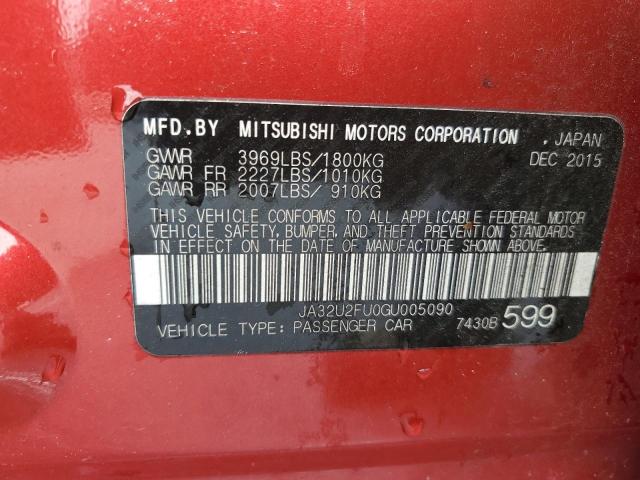 MFD.BY MITSUBISHI MOTORS CORPORATION , JAPAN
GVWR 3969LBS/1800KG DEC 2015
GAWR FR 2227LBS/1010KG
GAWR RR 2007LBS/ 910KG
THIS VEHICLE CONFORMS TO ALL APPLICABLE FEDERAL MOTOR
VEHICLE SAFETY, BUMPER, AND THEFT PREVENTION STANDARDS
IN EFFECT ON THE DATE OF MANUFACTURE SHOWN ABOVE.
JA32U2FU0GU005090
VEHICLE TYPE: PASSENGER CAR 7430B 599